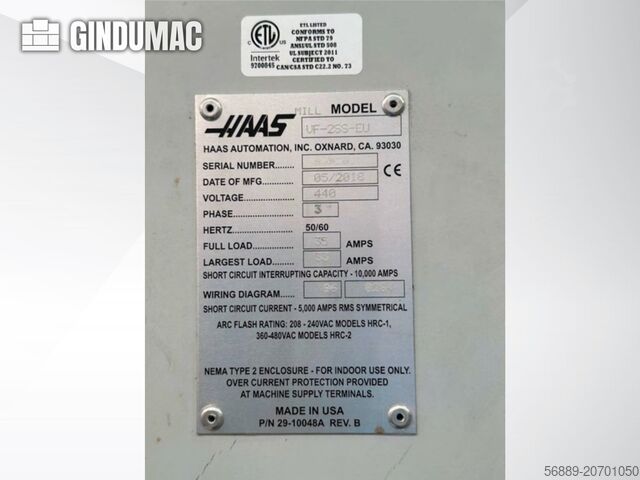 GINDUMAC
ETL LISTED
CONFORMS TO
NFPA STD 79
ANSI/UL STD 508
UL SUBJECT 2011
CERTIFIED TO
CAN/CSA STD C22.2 NO. 73
ETL
Intertek
9700845
HAAS MILL MODEL
VF-2SS-EU
HAAS AUTOMATION, INC. OXNARD, CA. 93030
SERIAL NUMBER
DATE OF MFG 05/2018
CE
VOLTAGE 440
PHASE 3
HERTZ 50/60
FULL LOAD 35 AMPS
LARGEST LOAD AMPS
SHORT CIRCUIT INTERRUPTING CAPACITY - 10,000 AMPS
WIRING DIAGRAM 96
SHORT CIRCUIT CURRENT - 5,000 AMPS RMS SYMMETRICAL
ARC FLASH RATING: 208 - 240VAC MODELS HRC-1,
360-480VAC MODELS HRC-2
NEMA TYPE 2 ENCLOSURE - FOR INDOOR USE ONLY.
OVER CURRENT PROTECTION PROVIDED
AT MACHINE SUPPLY TERMINALS.
MADE IN USA
P/N 29-10048A REV. B
56889-20701050